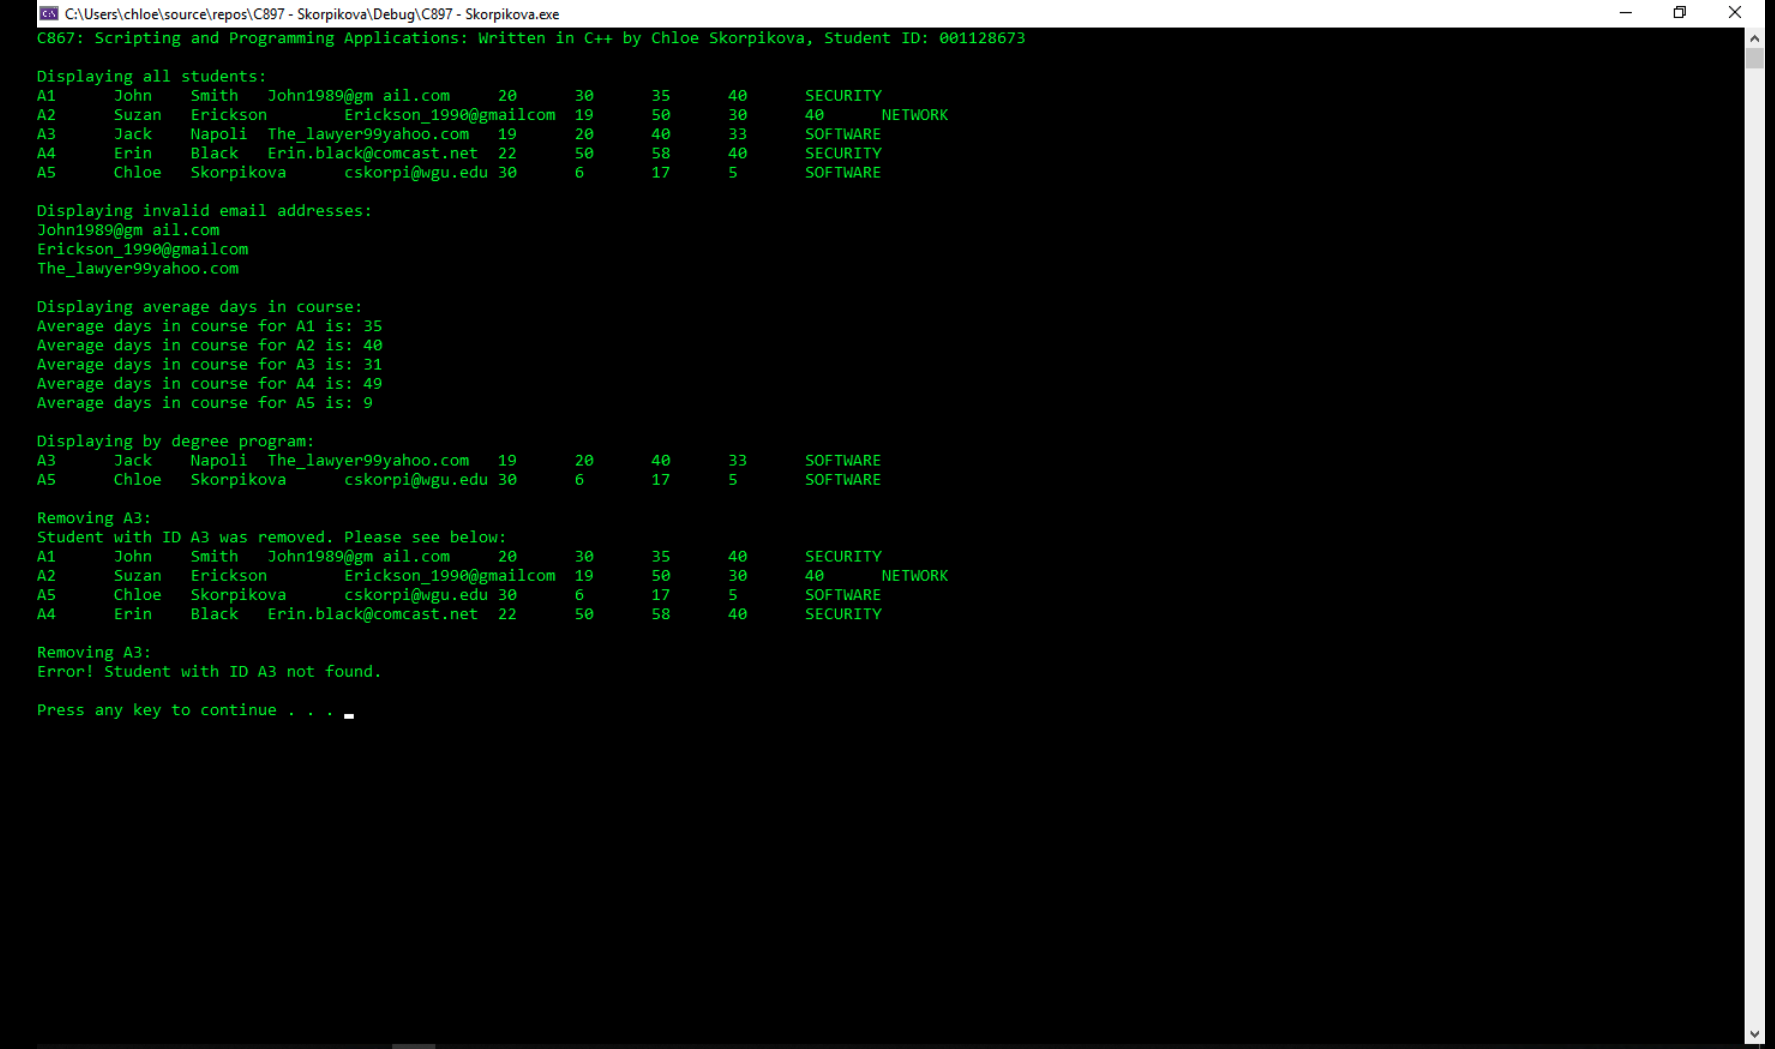 C:\Users\chloe\source\repos\C897 - Skorpikova\Debug\C897 - Skorpikova.exe
C867: Scripting and Programming Applications: Written in C++ by Chloe Skorpikova, Student ID: 001128673
Displaying all students:
A1 John Smith John1989@gm ail.com 20 30 35 40 SECURITY
A2 Suzan Erickson Erickson_1990@gmailcom 19 50 30 40 NETWORK
A3 Jack Napoli The_lawyer99yahoo.com 19 20 40 33 SOFTWARE
A4 Erin Black Erin.black@comcast.net 22 50 58 40 SECURITY
A5 Chloe Skorpikova cskorpi@wgu.edu 30 6 17 5 SOFTWARE
Displaying invalid email addresses:
John1989@gm ail.com
Erickson_1990@gmailcom
The_lawyer99yahoo.com
Displaying average days in course:
Average days in course for A1 is: 35
Average days in course for A2 is: 40
Average days in course for A3 is: 31
Average days in course for A4 is: 49
Average days in course for A5 is: 9
Displaying by degree program:
A3 Jack Napoli The_lawyer99yahoo.com 19 20 40 33 SOFTWARE
A5 Chloe Skorpikova cskorpi@wgu.edu 30 6 17 5 SOFTWARE
Removing A3:
Student with ID A3 was removed. Please see below:
A1 John Smith John1989@gm ail.com 20 30 35 40 SECURITY
A2 Suzan Erickson Erickson_1990@gmailcom 19 50 30 40 NETWORK
A5 Chloe Skorpikova cskorpi@wgu.edu 30 6 17 5 SOFTWARE
A4 Erin Black Erin.black@comcast.net 22 50 58 40 SECURITY
Removing A3:
Error! Student with ID A3 not found.
Press any key to continue . . .